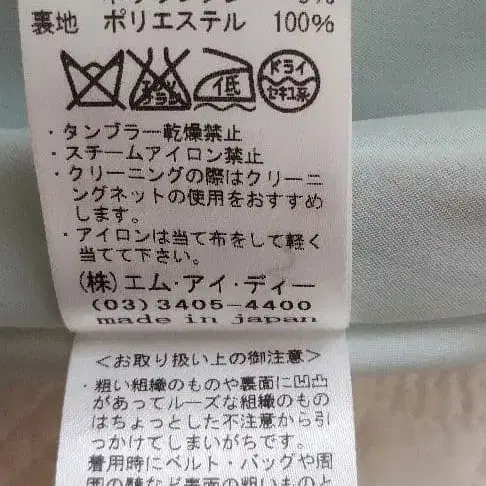 裏地 ポリエステル 100%
エンソ
サラシ
低
ドライ
セキユ系
・タンブラー乾燥禁止
・スチームアイロン禁止
・クリーニングの際はクリーニ
ングネットの使用をおすすめ
します。
・アイロンは当て布をして軽く
当てて下さい。
(株)エム・アイ・ディー
(03)3405-4400
made in japan
<お取り扱い上の御注意>
・粗い組織のものや裏面に凹凸
があってルーズな組織のもの
はちょっとした不注意から引
っかけてしまいがちです。
着用時にベルト・バッグや周